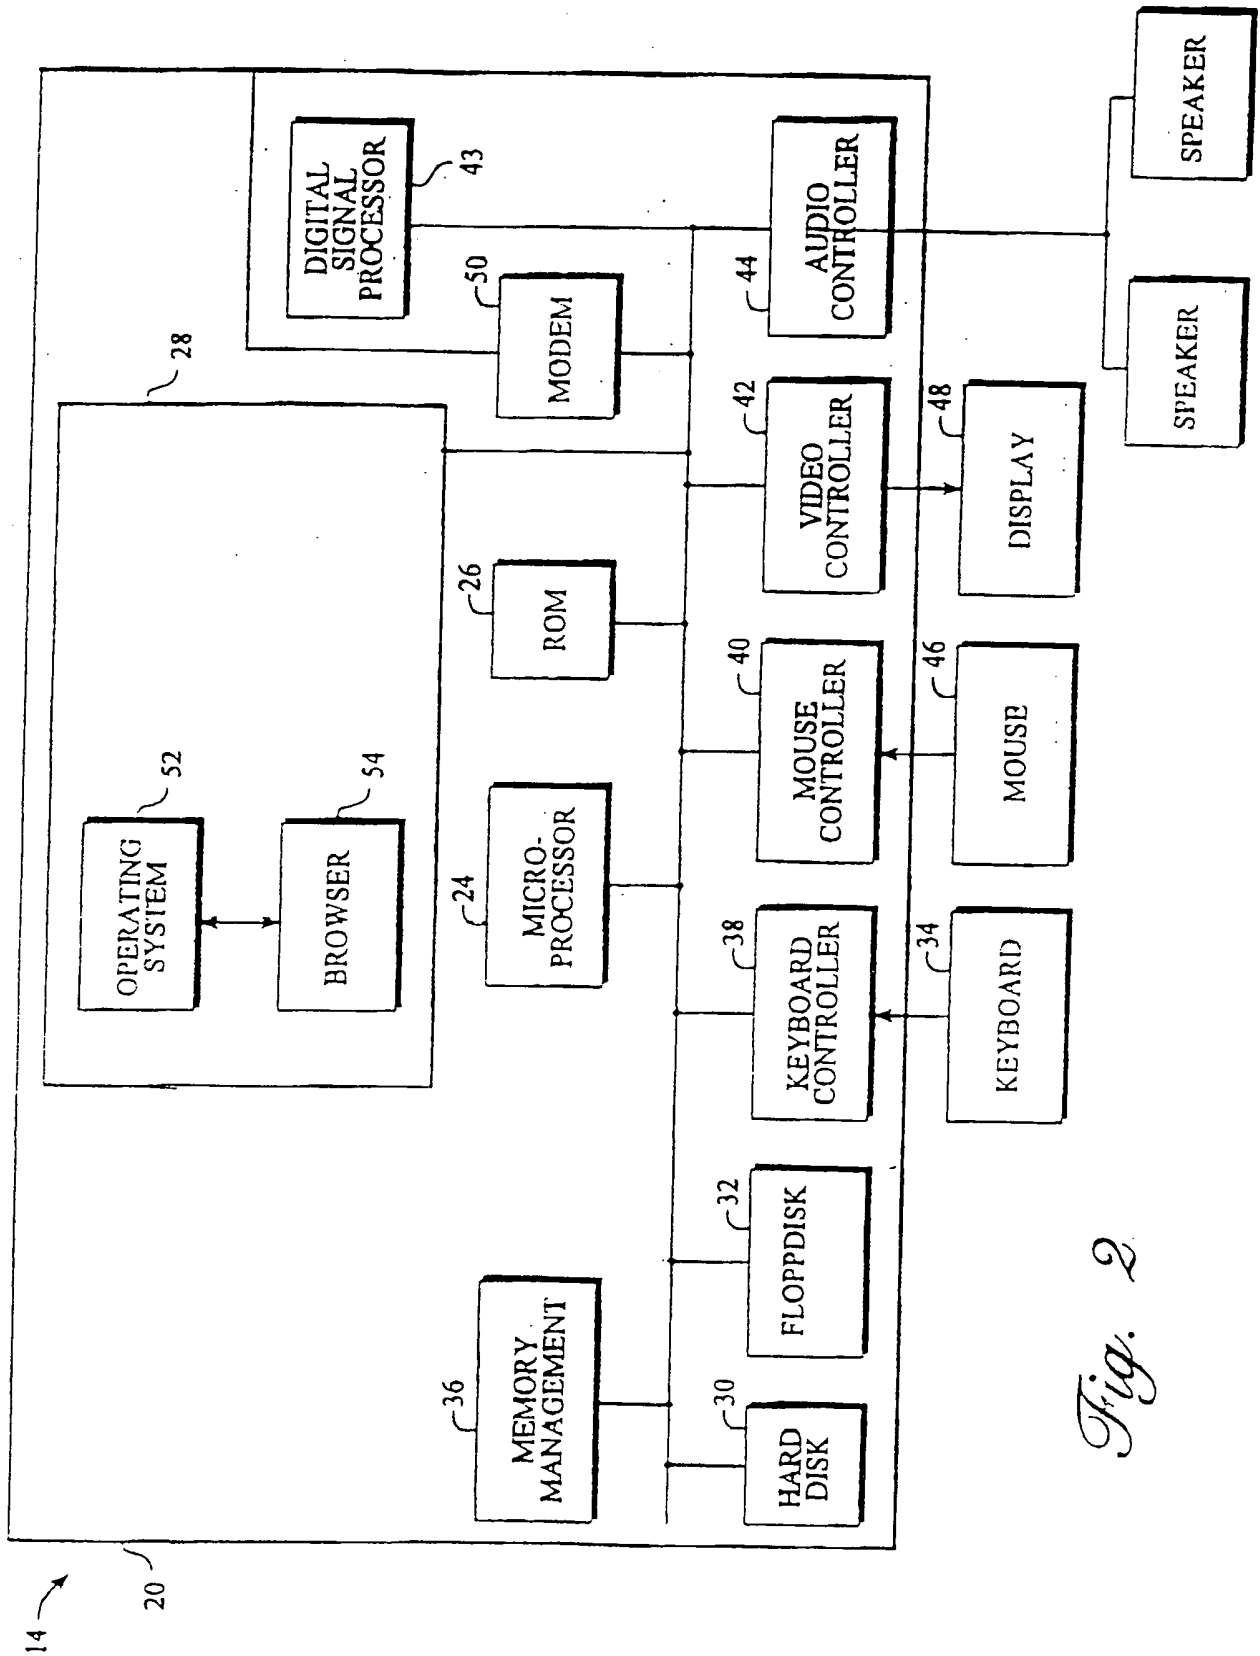 14
20
28
OPERATING
SYSTEM
52
BROWSER
54
DIGITAL
SIGNAL
PROCESSOR
43
36
MEMORY
MANAGEMENT
24
MICRO-
PROCESSOR
26
ROM
50
MODEM
30
HARD
DISK
32
FLOPPDISK
38
KEYBOARD
CONTROLLER
40
MOUSE
CONTROLLER
42
VIDEO
CONTROLLER
44
AUDIO
CONTROLLER
34
KEYBOARD
46
MOUSE
48
DISPLAY
SPEAKER
SPEAKER
Fig. 2